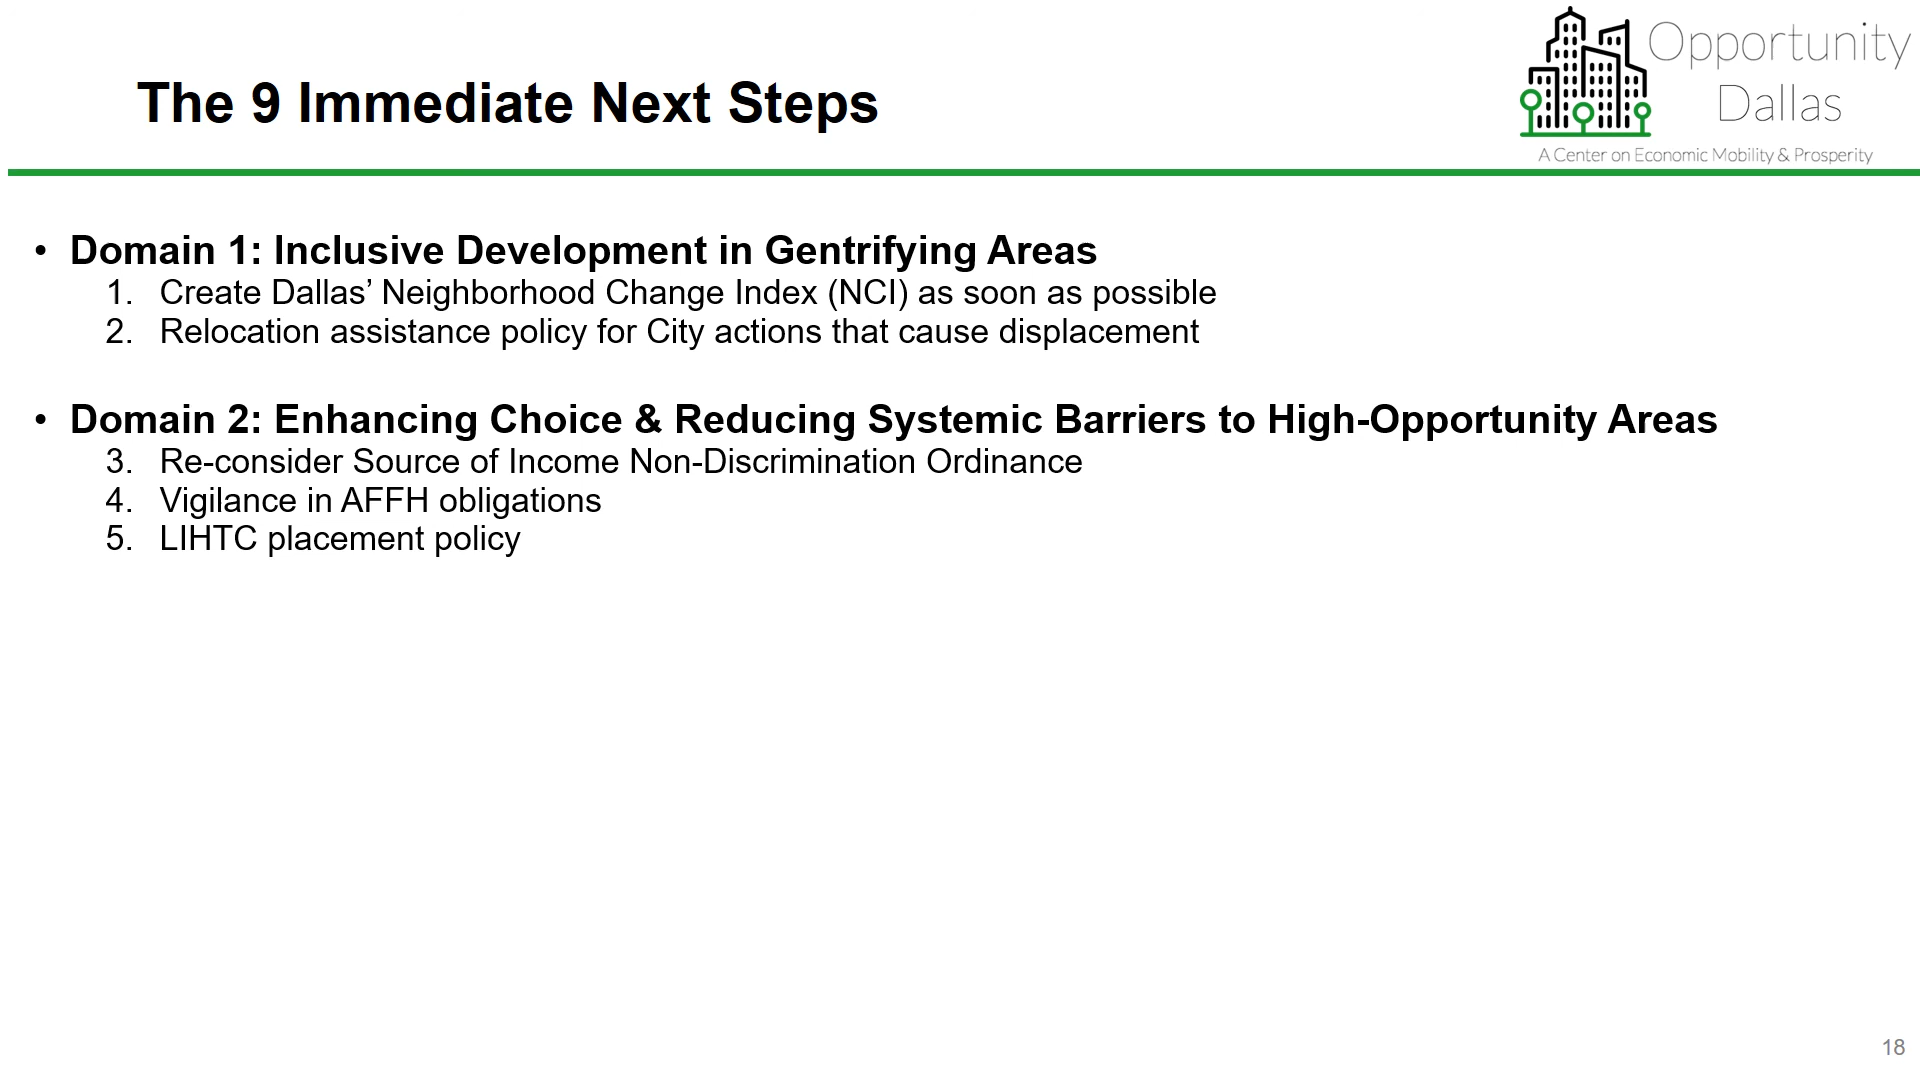 Opportunity
Dallas
A Center on Economic Mobility & Prosperity
The 9 Immediate Next Steps
• Domain 1: Inclusive Development in Gentrifying Areas
1. Create Dallas’ Neighborhood Change Index (NCI) as soon as possible
2. Relocation assistance policy for City actions that cause displacement
• Domain 2: Enhancing Choice & Reducing Systemic Barriers to High-Opportunity Areas
3. Re-consider Source of Income Non-Discrimination Ordinance
4. Vigilance in AFFH obligations
5. LIHTC placement policy
18